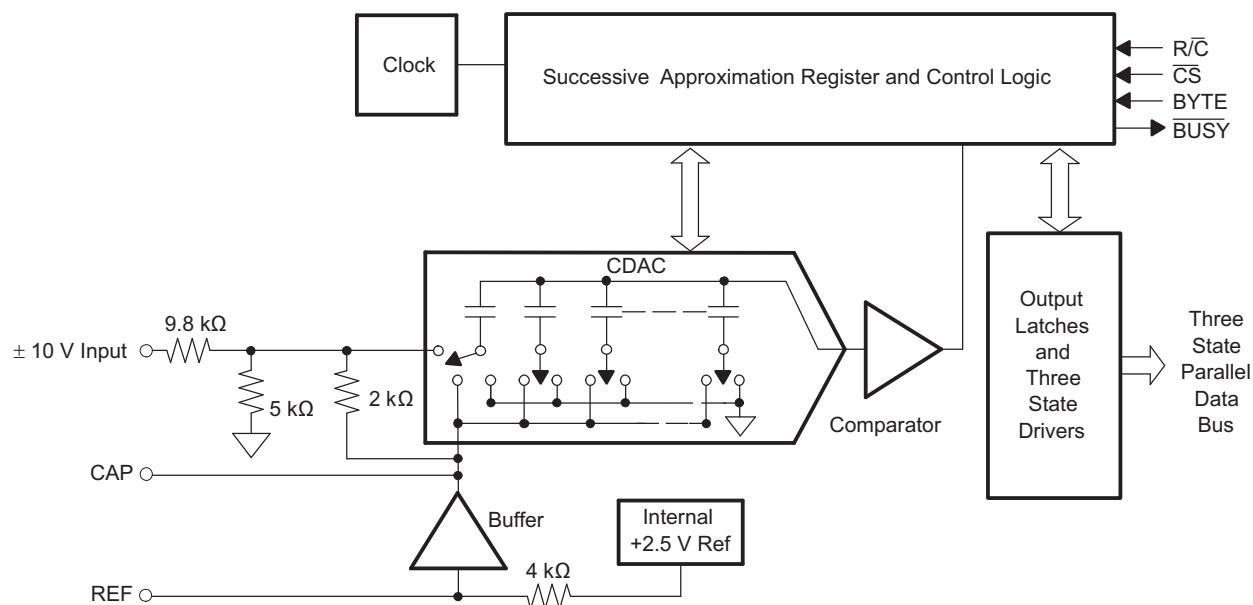 Clock
Successive Approximation Register and Control Logic
R/C̅
C̅S̅
BYTE
B̅U̅S̅Y̅
CDAC
9.8 kΩ
± 10 V Input
5 kΩ
2 kΩ
Comparator
Output
Latches
and
Three
State
Drivers
Three
State
Parallel
Data
Bus
CAP
Buffer
Internal
+2.5 V Ref
4 kΩ
REF